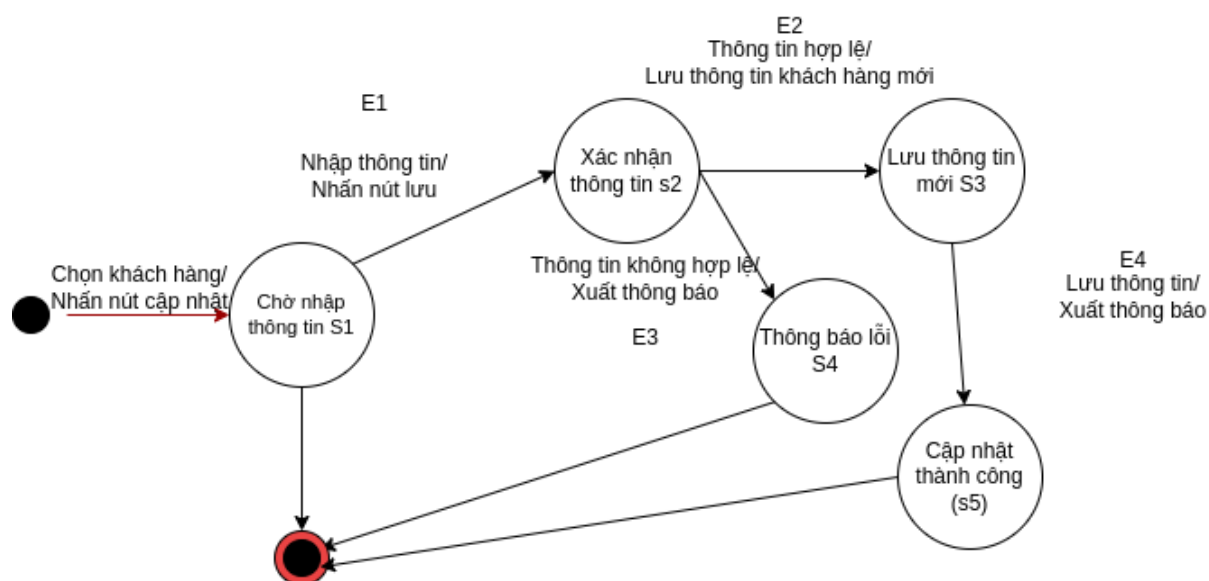 E2
Thông tin hợp lệ/
Lưu thông tin khách hàng mới
E1
Nhập thông tin/
Nhấn nút lưu
Xác nhận
thông tin s2
Lưu thông tin
mới S3
Chọn khách hàng/
Nhấn nút cập nhật
Chờ nhập
thông tin S1
Thông tin không hợp lệ/
Xuất thông báo
E3
Thông báo lỗi
S4
E4
Lưu thông tin/
Xuất thông báo
Cập nhật
thành công
(s5)